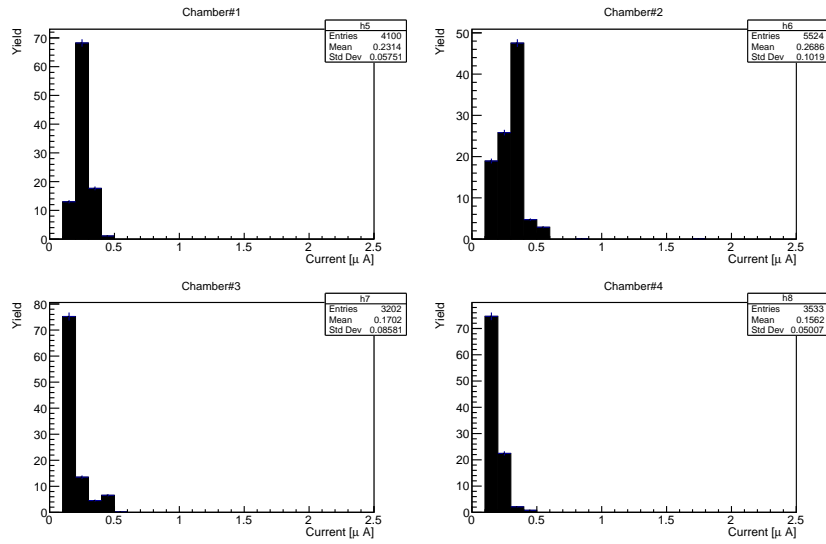 Chamber#1
h5
Entries 4100
Mean 0.2314
Std Dev 0.05751
Yield
70
60
50
40
30
20
10
0
0 0.5 1 1.5 2 2.5
Current [μ A]
Chamber#2
h6
Entries 5524
Mean 0.2686
Std Dev 0.1019
Yield
50
40
30
20
10
0
0 0.5 1 1.5 2 2.5
Current [μ A]
Chamber#3
h7
Entries 3202
Mean 0.1702
Std Dev 0.08581
Yield
80
70
60
50
40
30
20
10
0
0 0.5 1 1.5 2 2.5
Current [μ A]
Chamber#4
h8
Entries 3533
Mean 0.1562
Std Dev 0.05007
Yield
70
60
50
40
30
20
10
0
0 0.5 1 1.5 2 2.5
Current [μ A]